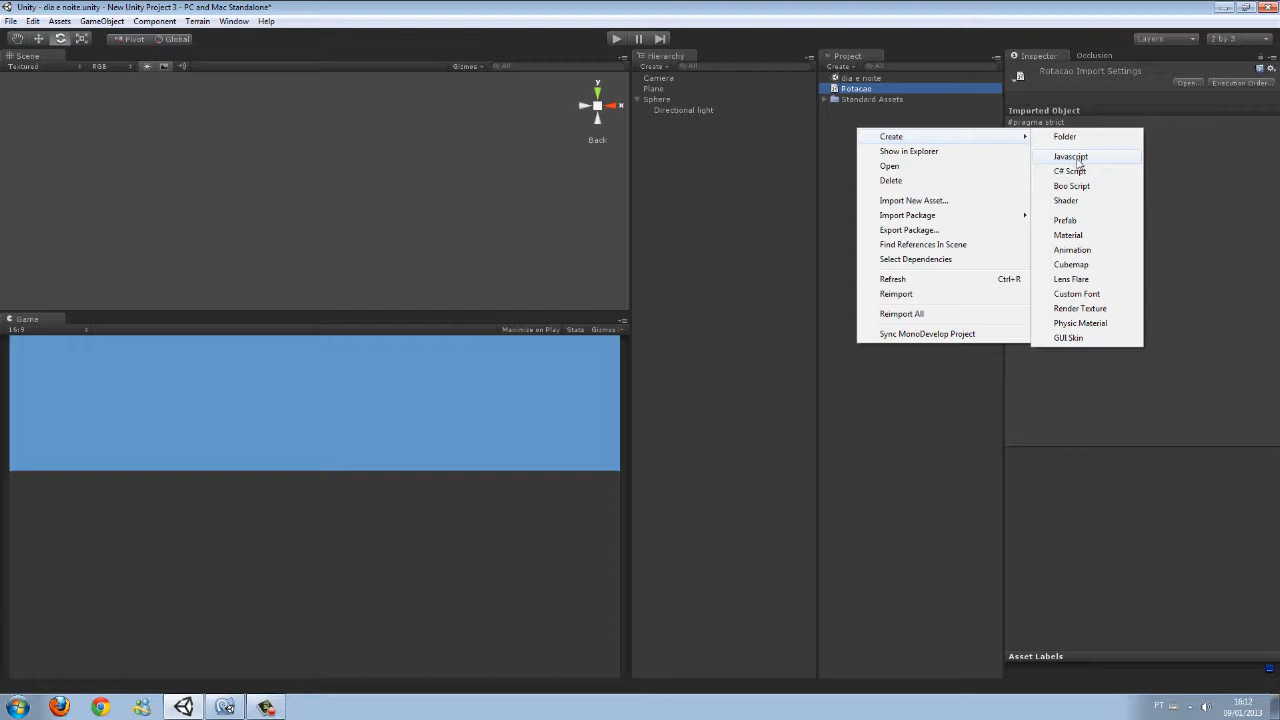 Unity - dia e noite.unity - New Unity Project 3 - PC and Mac Standalone*
File Edit Assets GameObject Component Terrain Window Help
Pivot Global Layers 2 by 3
Scene
Textured RGB Gizmos All
y
x
Back
Game
16:9 Maximize on Play Stats Gizmos
Hierarchy
Create All
Camera
Plane
Sphere
Directional light
Project
Create All
dia e noite
Rotacao
Standard Assets
Create
Show in Explorer
Open
Delete
Import New Asset...
Import Package
Export Package...
Find References In Scene
Select Dependencies
Refresh Ctrl+R
Reimport
Reimport All
Sync MonoDevelop Project
Folder
Javascript
C# Script
Boo Script
Shader
Prefab
Material
Animation
Cubemap
Lens Flare
Custom Font
Render Texture
Physic Material
GUI Skin
Inspector Occlusion
Rotacao Import Settings
Open... Execution Order...
Imported Object
#pragma strict
Asset Labels
PT
16:12
09/01/2013